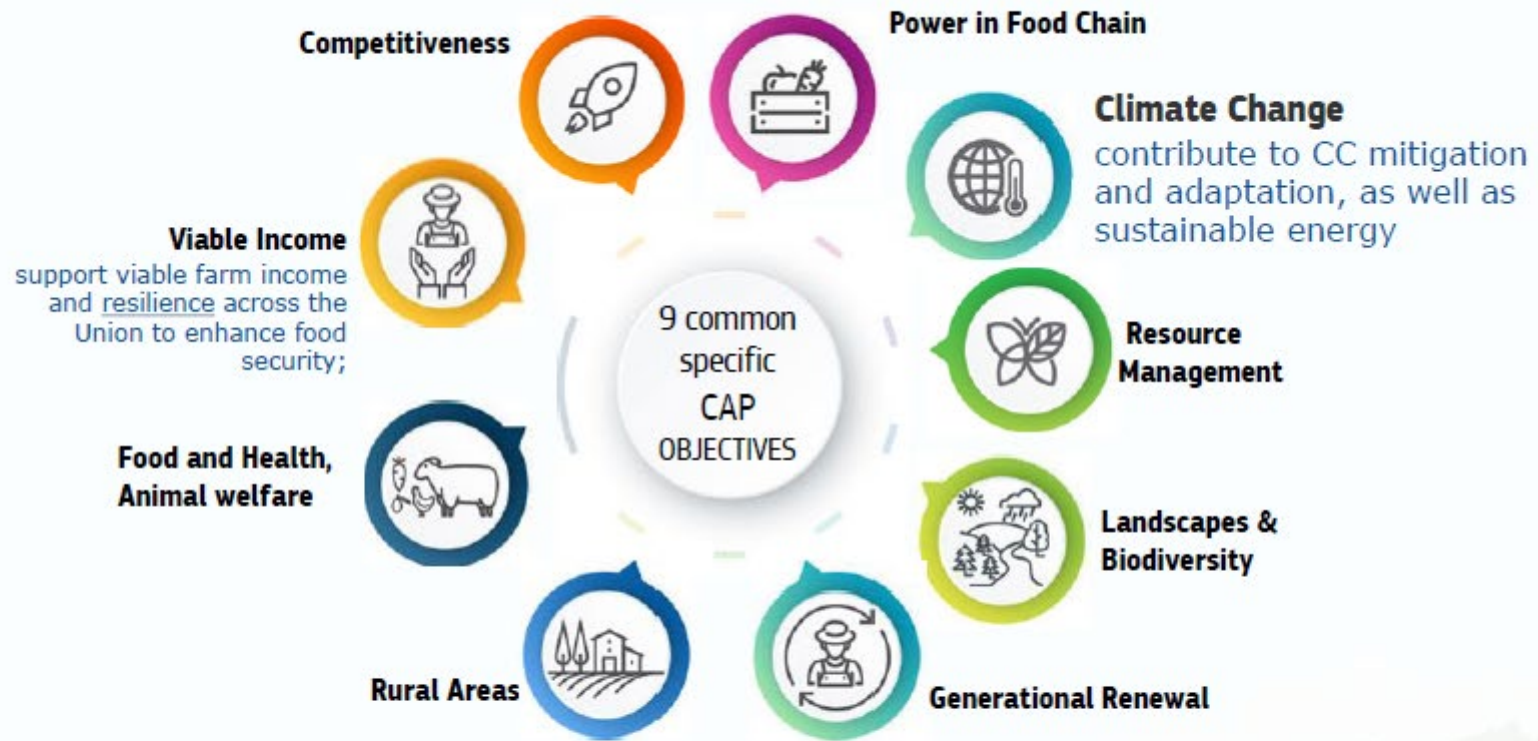 Competitiveness
Power in Food Chain
Climate Change
contribute to CC mitigation
and adaptation, as well as
sustainable energy
Viable Income
support viable farm income
and resilience across the
Union to enhance food
security;
9 common
specific
CAP
OBJECTIVES
Resource
Management
Food and Health,
Animal welfare
Landscapes &
Biodiversity
Rural Areas
Generational Renewal